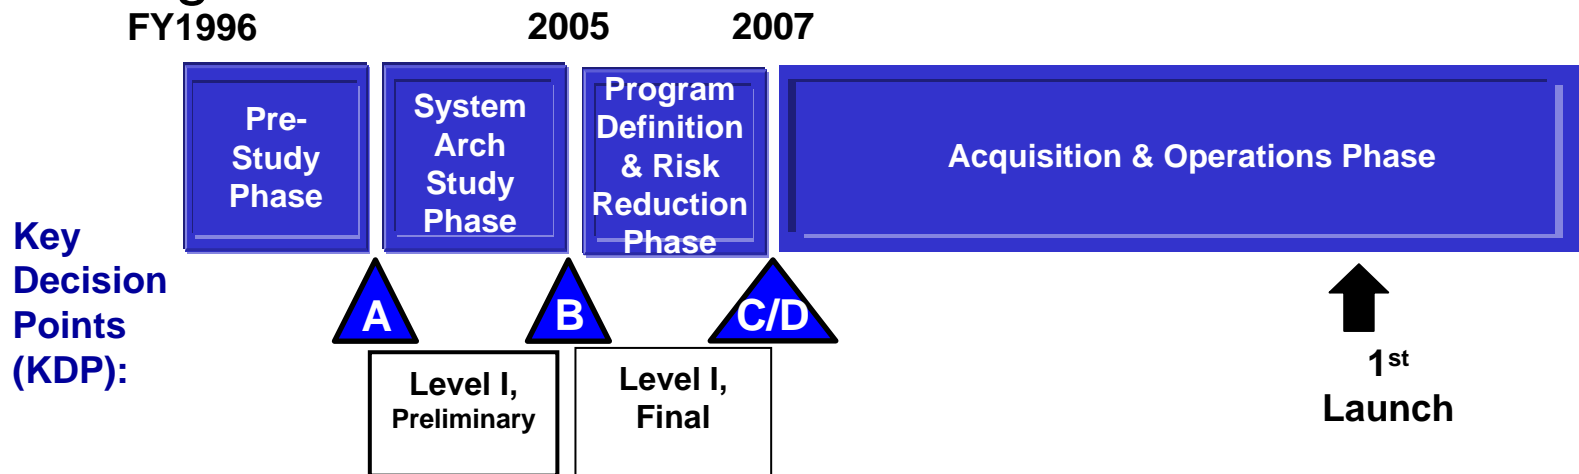 FY1996
2005
2007
Pre-
Study
Phase
System
Arch
Study
Phase
Program
Definition
& Risk
Reduction
Phase
Acquisition & Operations Phase
Key
Decision
Points
(KDP):
A
B
C/D
Level I,
Preliminary
Level I,
Final
1st
Launch